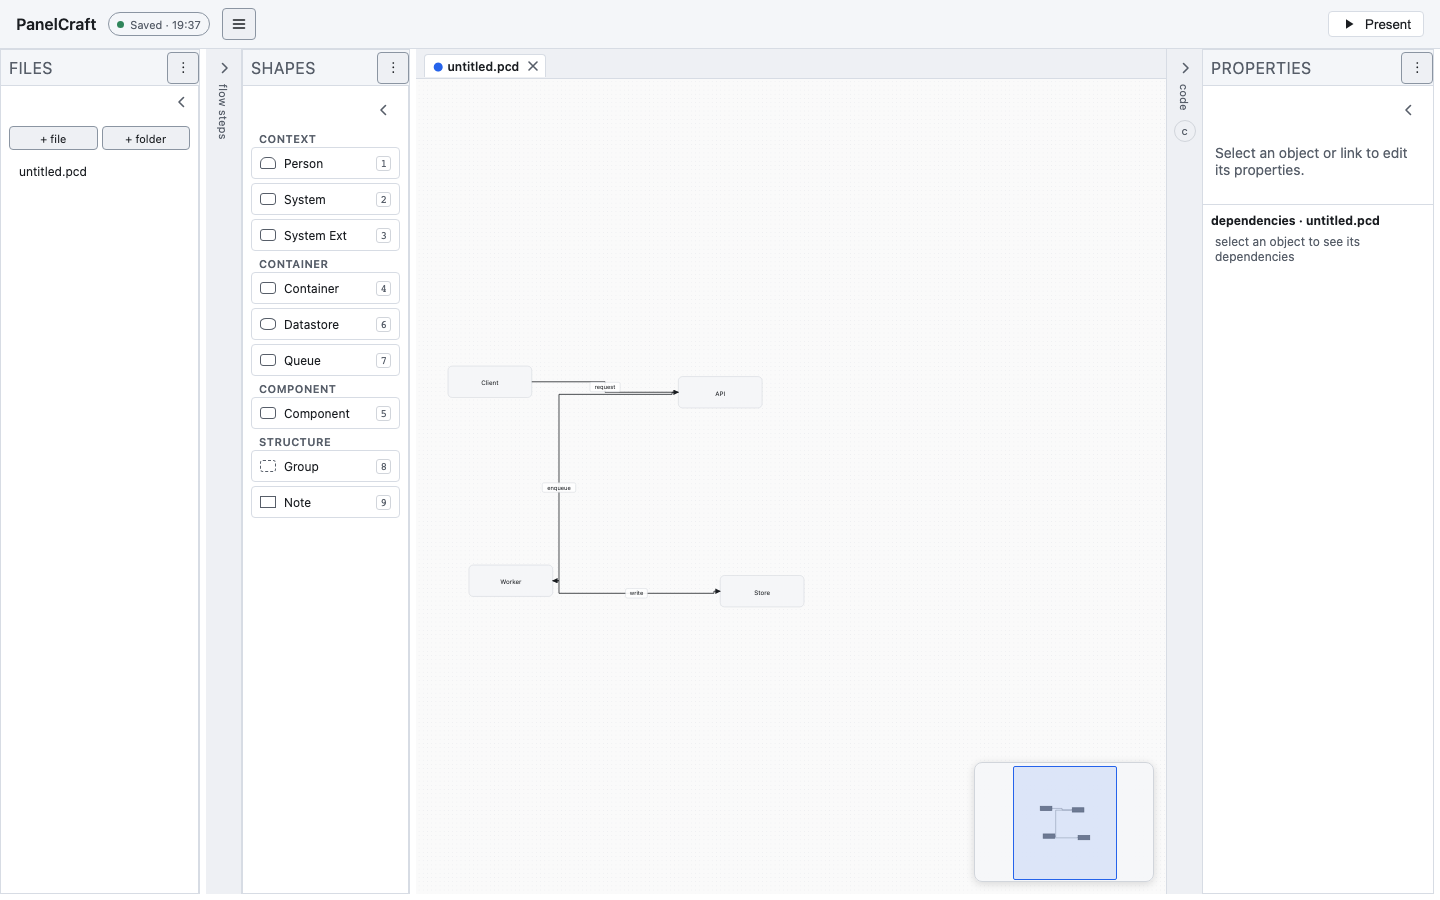 PanelCraft
Saved · 19:37
Present
FILES
+ file
+ folder
untitled.pcd
flow steps
SHAPES
CONTEXT
Person 1
System 2
System Ext 3
CONTAINER
Container 4
Datastore 6
Queue 7
COMPONENT
Component 5
STRUCTURE
Group 8
Note 9
untitled.pcd
Client
request
API
enqueue
Worker
write
Store
code
c
PROPERTIES
Select an object or link to edit
its properties.
dependencies · untitled.pcd
select an object to see its
dependencies